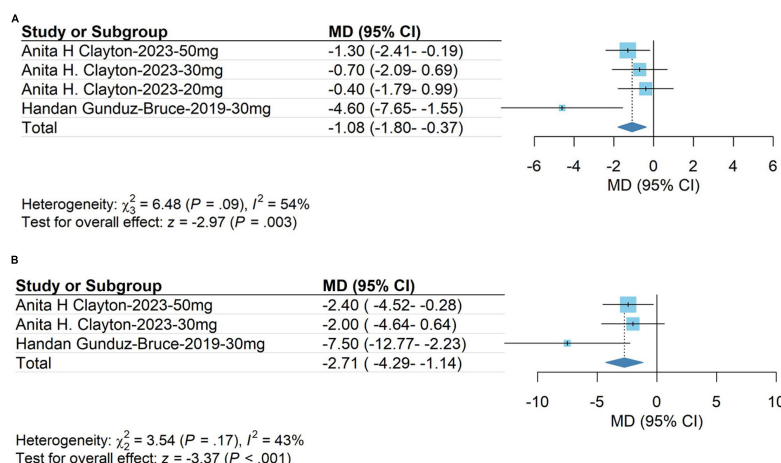 A
Study or Subgroup MD (95% CI)
Anita H Clayton-2023-50mg -1.30 (-2.41- -0.19)
Anita H. Clayton-2023-30mg -0.70 (-2.09- 0.69)
Anita H. Clayton-2023-20mg -0.40 (-1.79- 0.99)
Handan Gunduz-Bruce-2019-30mg -4.60 (-7.65- -1.55)
Total -1.08 (-1.80- -0.37)
-6 -4 -2 0 2 4 6
MD (95% CI)
Heterogeneity: χ²₃ = 6.48 (P = .09), I² = 54%
Test for overall effect: z = -2.97 (P = .003)
B
Study or Subgroup MD (95% CI)
Anita H Clayton-2023-50mg -2.40 ( -4.52- -0.28)
Anita H. Clayton-2023-30mg -2.00 ( -4.64- 0.64)
Handan Gunduz-Bruce-2019-30mg -7.50 (-12.77- -2.23)
Total -2.71 ( -4.29- -1.14)
-10 -5 0 5 10
MD (95% CI)
Heterogeneity: χ²₂ = 3.54 (P = .17), I² = 43%
Test for overall effect: z = -3.37 (P < .001)